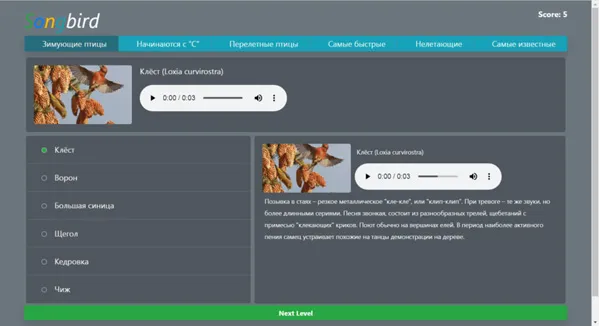 Songbird
Score: 5
Зимующие птицы
Начинаются с "С"
Перелетные птицы
Самые быстрые
Нелетающие
Самые известные
Клёст (Loxia curvirostra)
0:00 / 0:03
Клёст
Ворон
Большая синица
Щегол
Кедровка
Чиж
Клёст (Loxia curvirostra)
0:00 / 0:03
Позывка в стаях – резкое металлическое "кле-кле", или "клип-клип". При тревоге – те же звуки, но
более длинными сериями. Песня звонкая, состоит из разнообразных трелей, щебетаний с
примесью "клекающих" криков. Поют обычно на вершинах елей. В период наиболее активного
пения самец устраивает похожие на танцы демонстрации на дереве.
Next Level